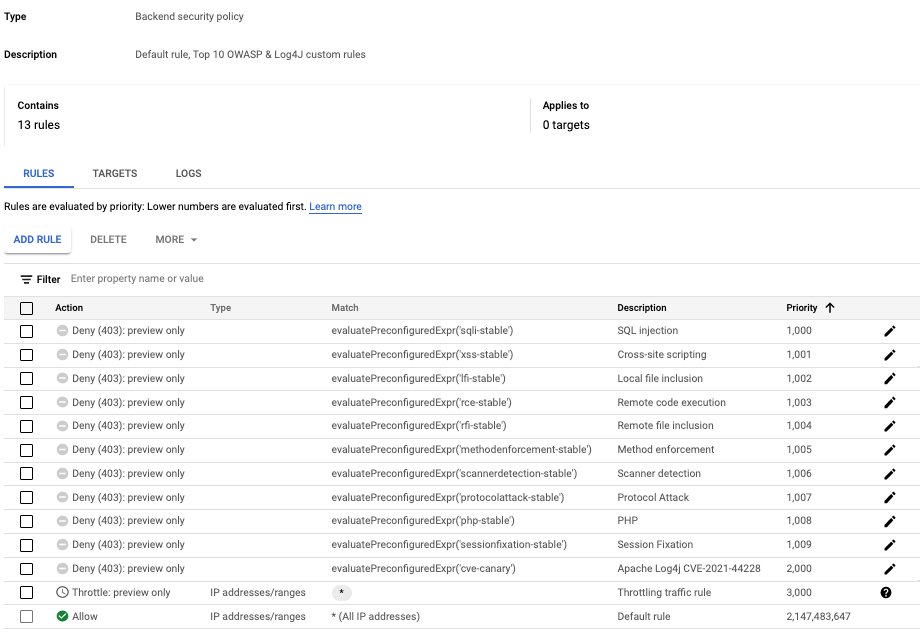 Type Backend security policy
Description Default rule, Top 10 OWASP & Log4J custom rules
Contains Applies to
13 rules 0 targets
RULES TARGETS LOGS
Rules are evaluated by priority: Lower numbers are evaluated first. Learn more
ADD RULE DELETE MORE
Filter Enter property name or value
Action Type Match Description Priority
Deny (403): preview only evaluatePreconfiguredExpr('sqli-stable') SQL injection 1,000
Deny (403): preview only evaluatePreconfiguredExpr('xss-stable') Cross-site scripting 1,001
Deny (403): preview only evaluatePreconfiguredExpr('lfi-stable') Local file inclusion 1,002
Deny (403): preview only evaluatePreconfiguredExpr('rce-stable') Remote code execution 1,003
Deny (403): preview only evaluatePreconfiguredExpr('rfi-stable') Remote file inclusion 1,004
Deny (403): preview only evaluatePreconfiguredExpr('methodenforcement-stable') Method enforcement 1,005
Deny (403): preview only evaluatePreconfiguredExpr('scannerdetection-stable') Scanner detection 1,006
Deny (403): preview only evaluatePreconfiguredExpr('protocolattack-stable') Protocol Attack 1,007
Deny (403): preview only evaluatePreconfiguredExpr('php-stable') PHP 1,008
Deny (403): preview only evaluatePreconfiguredExpr('sessionfixation-stable') Session Fixation 1,009
Deny (403): preview only evaluatePreconfiguredExpr('cve-canary') Apache Log4j CVE-2021-44228 2,000
Throttle: preview only IP addresses/ranges * Throttling traffic rule 3,000 ?
Allow IP addresses/ranges * (All IP addresses) Default rule 2,147,483,647